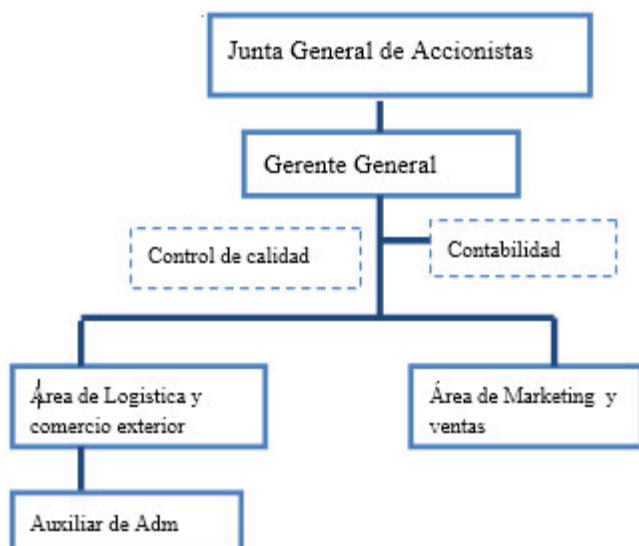 Junta General de Accionistas
Gerente General
Control de calidad
Contabilidad
Área de Logistica y
comercio exterior
Área de Marketing y
ventas
Auxiliar de Adm